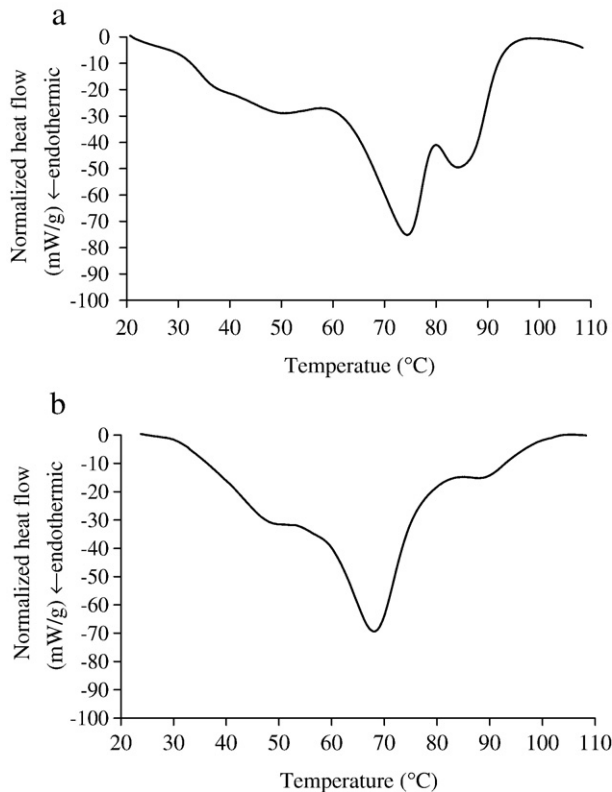 a
Normalized heat flow
(mW/g) ←endothermic
0
-10
-20
-30
-40
-50
-60
-70
-80
-90
-100
20 30 40 50 60 70 80 90 100 110
Temperatue (°C)
b
Normalized heat flow
(mW/g) ←endothermic
0
-10
-20
-30
-40
-50
-60
-70
-80
-90
-100
20 30 40 50 60 70 80 90 100 110
Temperature (°C)